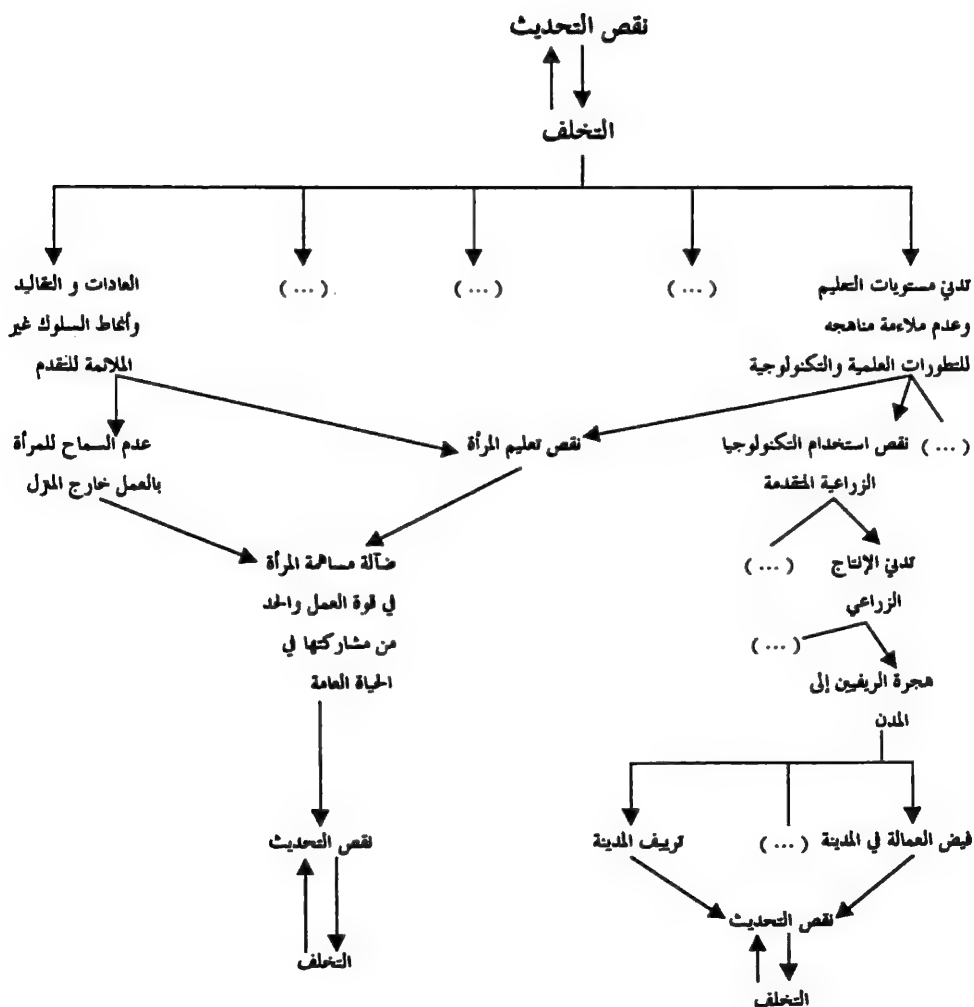 نقص التحديث
التخلف
تدني مستويات التعليم
وعدم ملاءمة مناهجه
للتطورات العلمية والتكنولوجية
( ... )
( ... )
( ... )
العادات و التقاليد
وأنماط السلوك غير
الملائمة للتقدم
( ... )
نقص استخدام التكنولوجيا
الزراعية المتقدمة
نقص تعليم المرأة
عدم السماح للمرأة
بالعمل خارج المنزل
تدني الإنتاج
الزراعي
( ... )
ضآلة مساهمة المرأة
في قوة العمل والحد
من مشاركتها في
الحياة العامة
( ... )
هجرة الريفيين إلى
المدن
فيض العمالة في المدينة
( ... )
ترييف المدينة
نقص التحديث
نقص التحديث
التخلف
التخلف